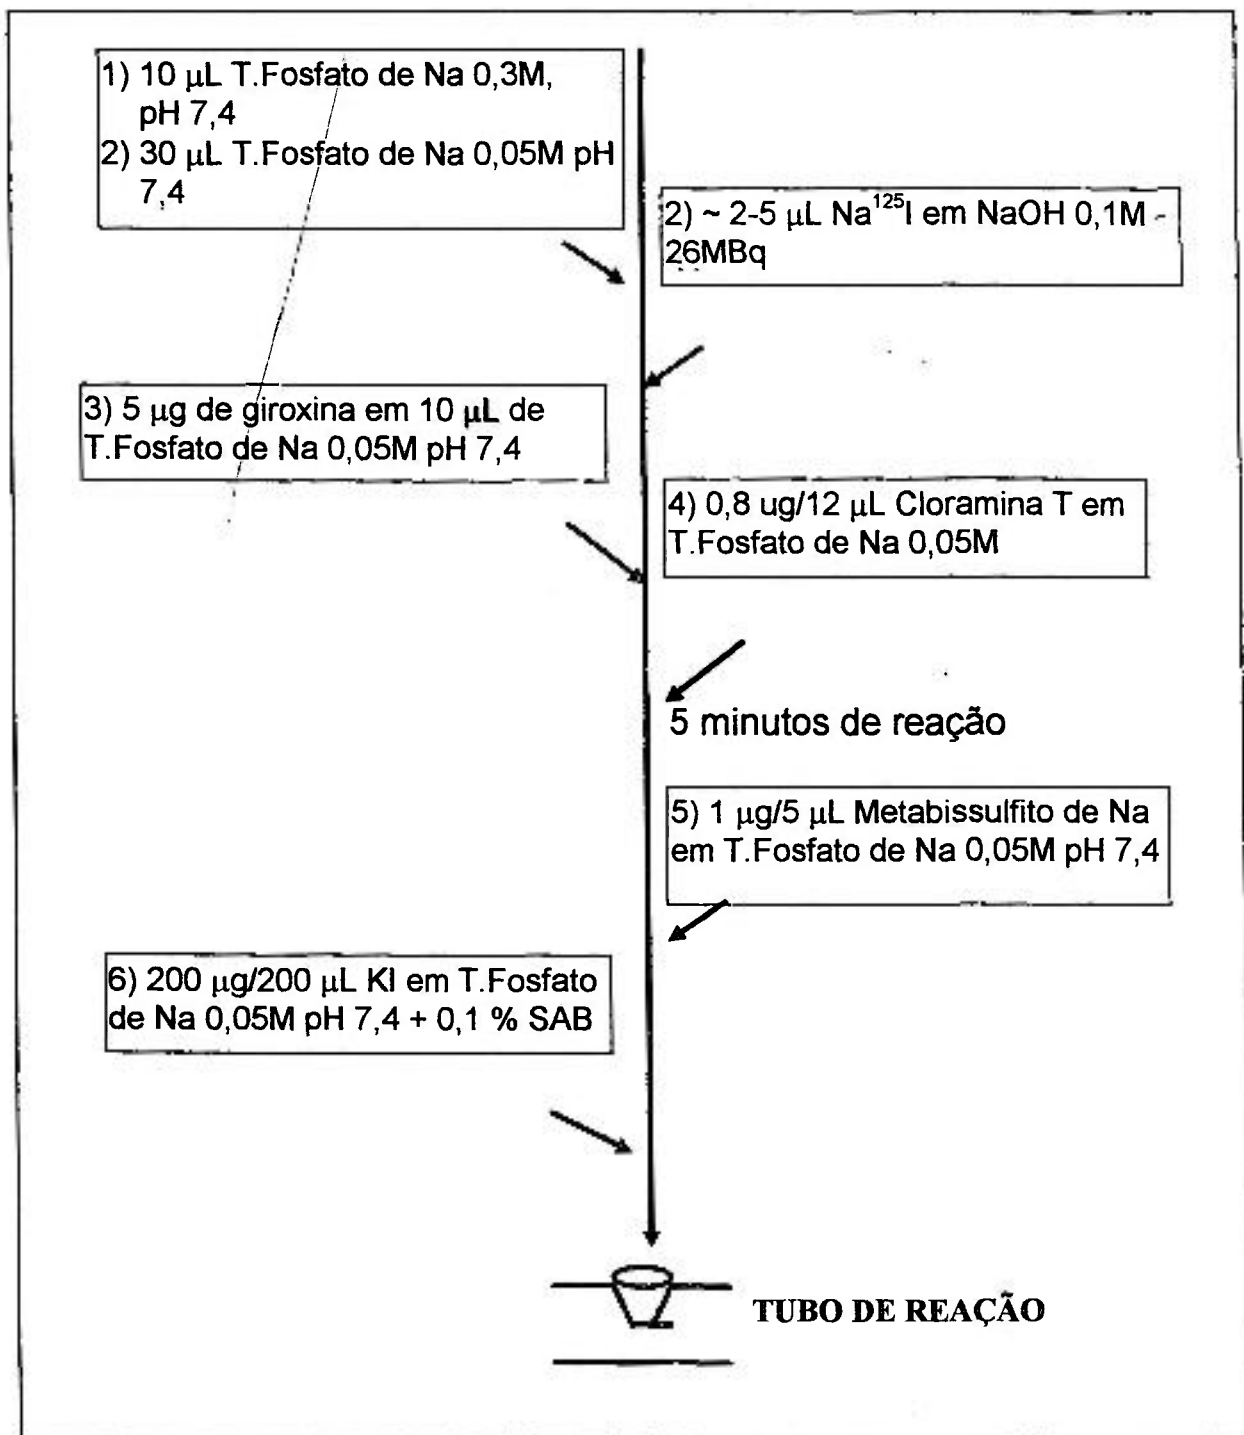 1) 10 µL T.Fosfato de Na 0,3M,
pH 7,4
2) 30 µL T.Fosfato de Na 0,05M pH
7,4
2) ~ 2-5 µL Na¹²⁵I em NaOH 0,1M -
26MBq
3) 5 µg de giroxina em 10 µL de
T.Fosfato de Na 0,05M pH 7,4
4) 0,8 ug/12 µL Cloramina T em
T.Fosfato de Na 0,05M
5 minutos de reação
5) 1 µg/5 µL Metabissulfito de Na
em T.Fosfato de Na 0,05M pH 7,4
6) 200 µg/200 µL KI em T.Fosfato
de Na 0,05M pH 7,4 + 0,1 % SAB
TUBO DE REAÇÃO